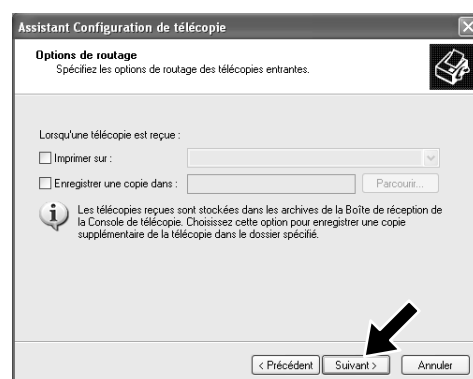 Assistant Configuration de télécopie
Options de routage
Spécifiez les options de routage des télécopies entrantes.
Lorsqu'une télécopie est reçue :
Imprimer sur :
Enregistrer une copie dans :
Parcourir...
Les télécopies reçues sont stockées dans les archives de la Boîte de réception de
la Console de télécopie. Choisissez cette option pour enregistrer une copie
supplémentaire de la télécopie dans le dossier spécifié.
< Précédent
Suivant >
Annuler